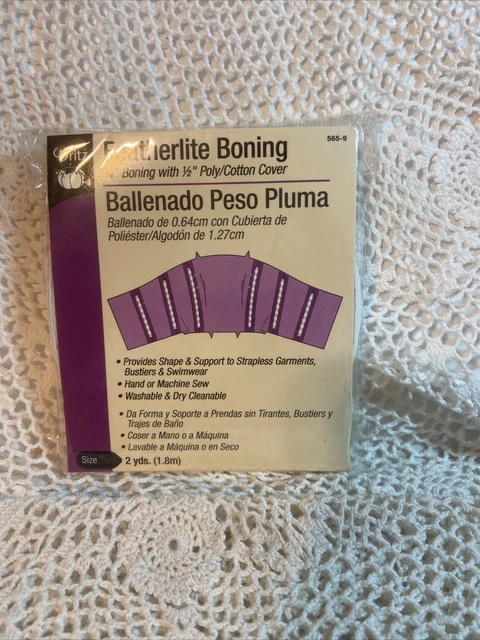 565-9
Featherlite Boning
Boning with ½" Poly/Cotton Cover
Ballenado Peso Pluma
Ballenado de 0.64cm con Cubierta de
Poliéster/Algodón de 1.27cm
• Provides Shape & Support to Strapless Garments,
Bustiers & Swimwear
• Hand or Machine Sew
• Washable & Dry Cleanable
• Da Forma y Soporte a Prendas sin Tirantes, Bustiers y
Trajes de Baño
• Coser a Mano o a Máquina
• Lavable a Máquina o en Seco
Size 2 yds. (1.8m)